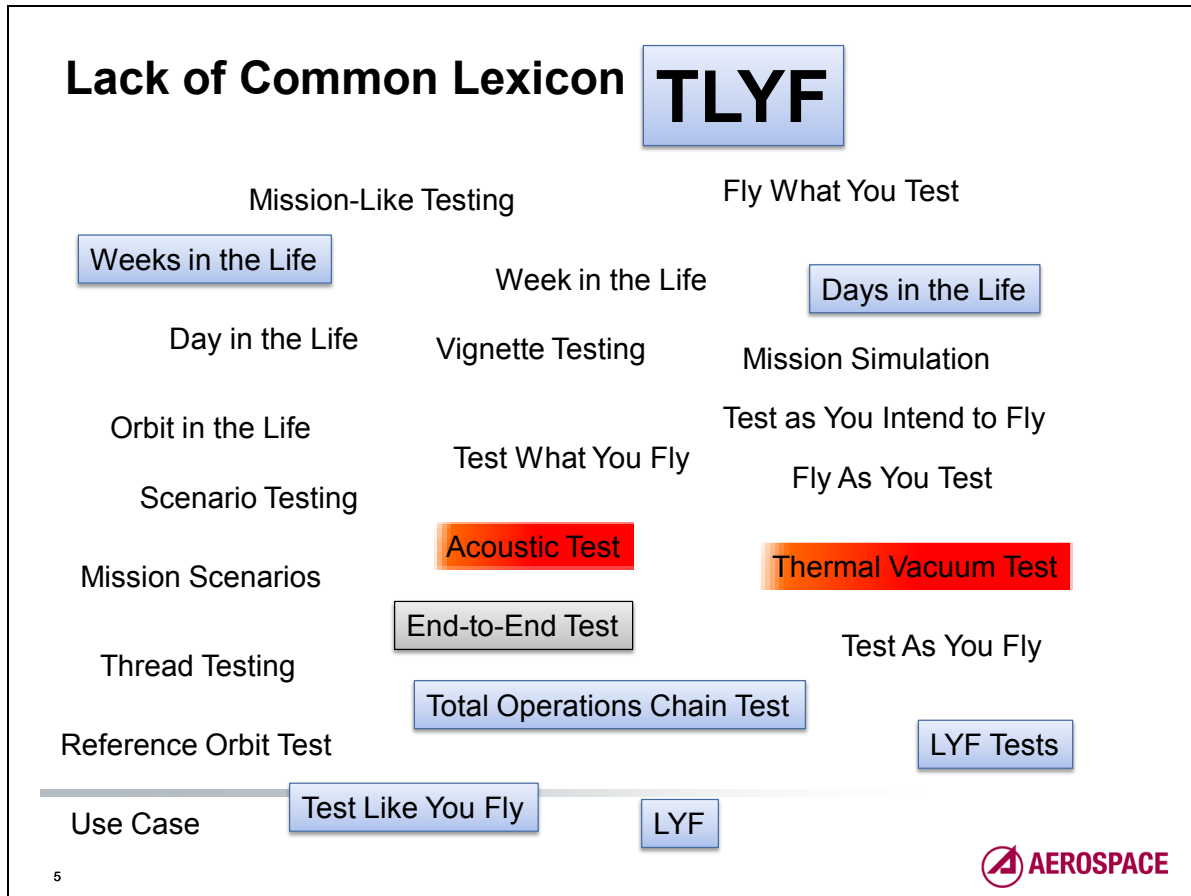 Lack of Common Lexicon
TLYF
Mission-Like Testing
Fly What You Test
Weeks in the Life
Week in the Life
Days in the Life
Day in the Life
Vignette Testing
Mission Simulation
Orbit in the Life
Test as You Intend to Fly
Test What You Fly
Fly As You Test
Scenario Testing
Acoustic Test
Thermal Vacuum Test
Mission Scenarios
End-to-End Test
Test As You Fly
Thread Testing
Total Operations Chain Test
Reference Orbit Test
LYF Tests
Test Like You Fly
LYF
Use Case
5
AEROSPACE